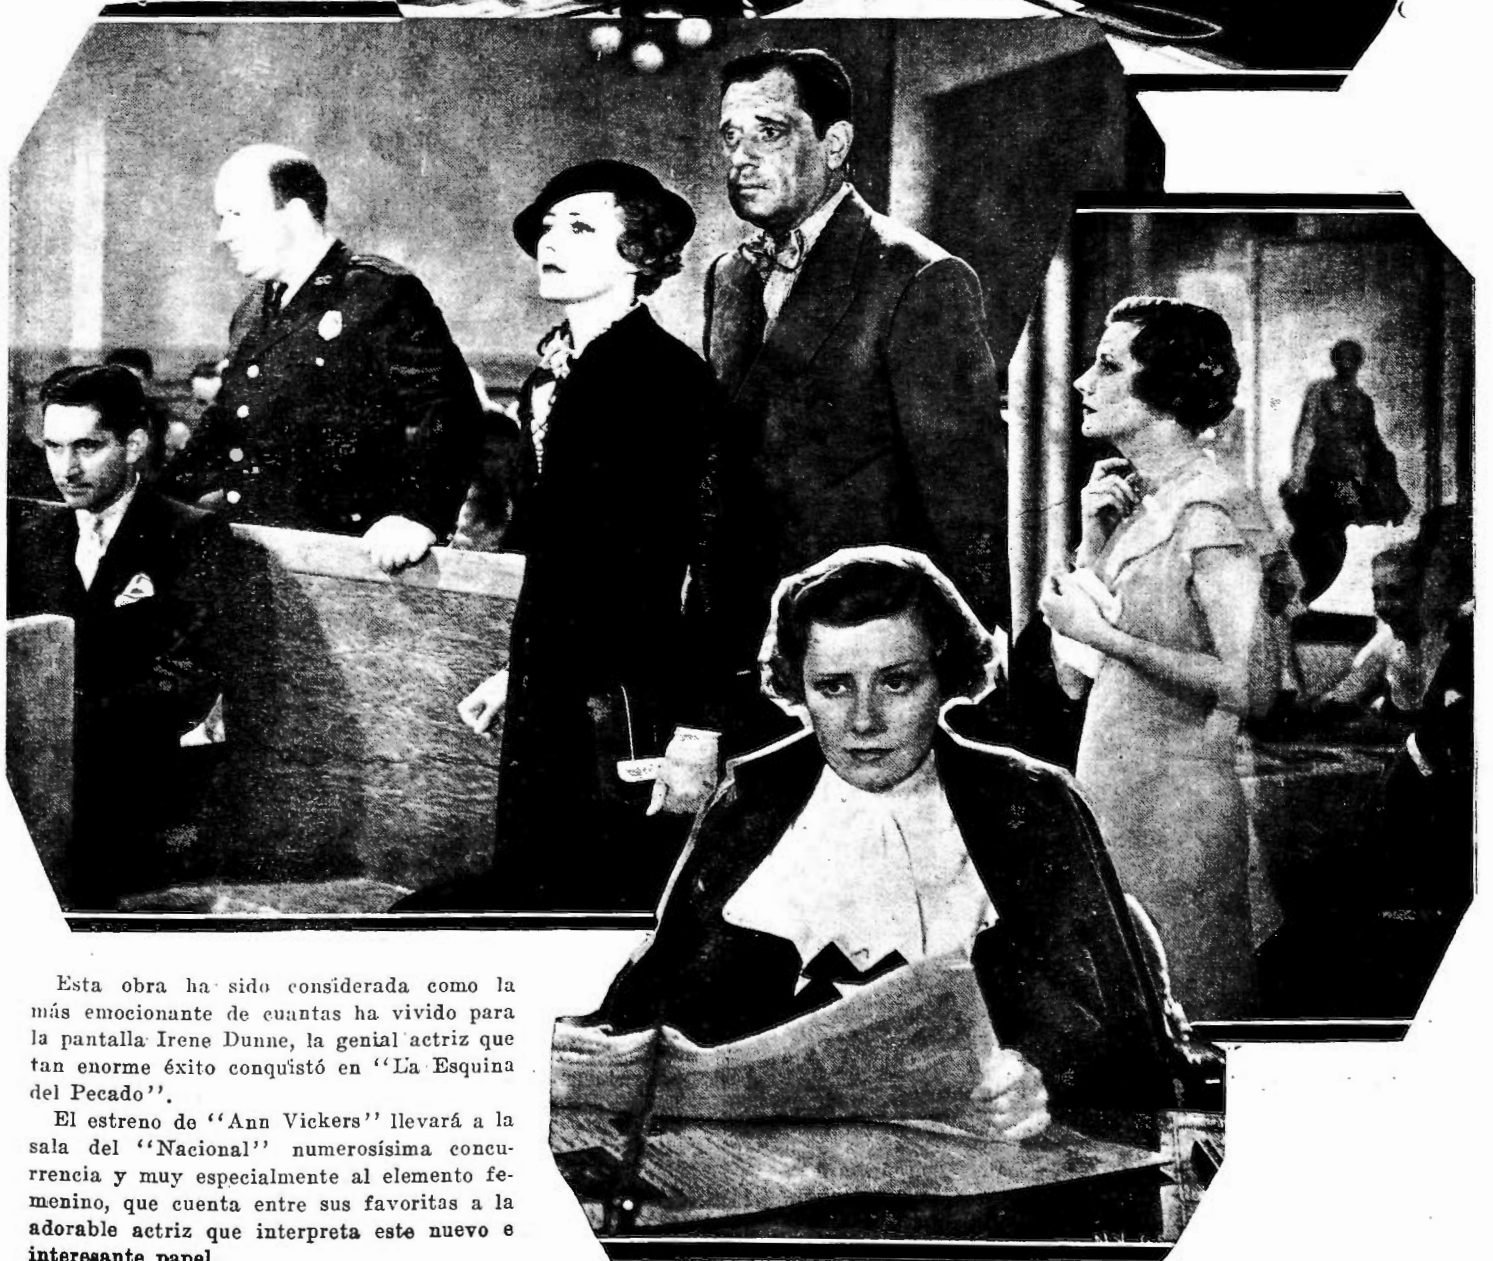 Esta obra ha sido considerada como la
más emocionante de cuantas ha vivido para
la pantalla Irene Dunne, la genial actriz que
tan enorme éxito conquistó en "La Esquina
del Pecado".
El estreno de "Ann Vickers" llevará a la
sala del "Nacional" numerosísima concu-
rrencia y muy especialmente al elemento fe-
menino, que cuenta entre sus favoritas a la
adorable actriz que interpreta este nuevo e
interesante papel.